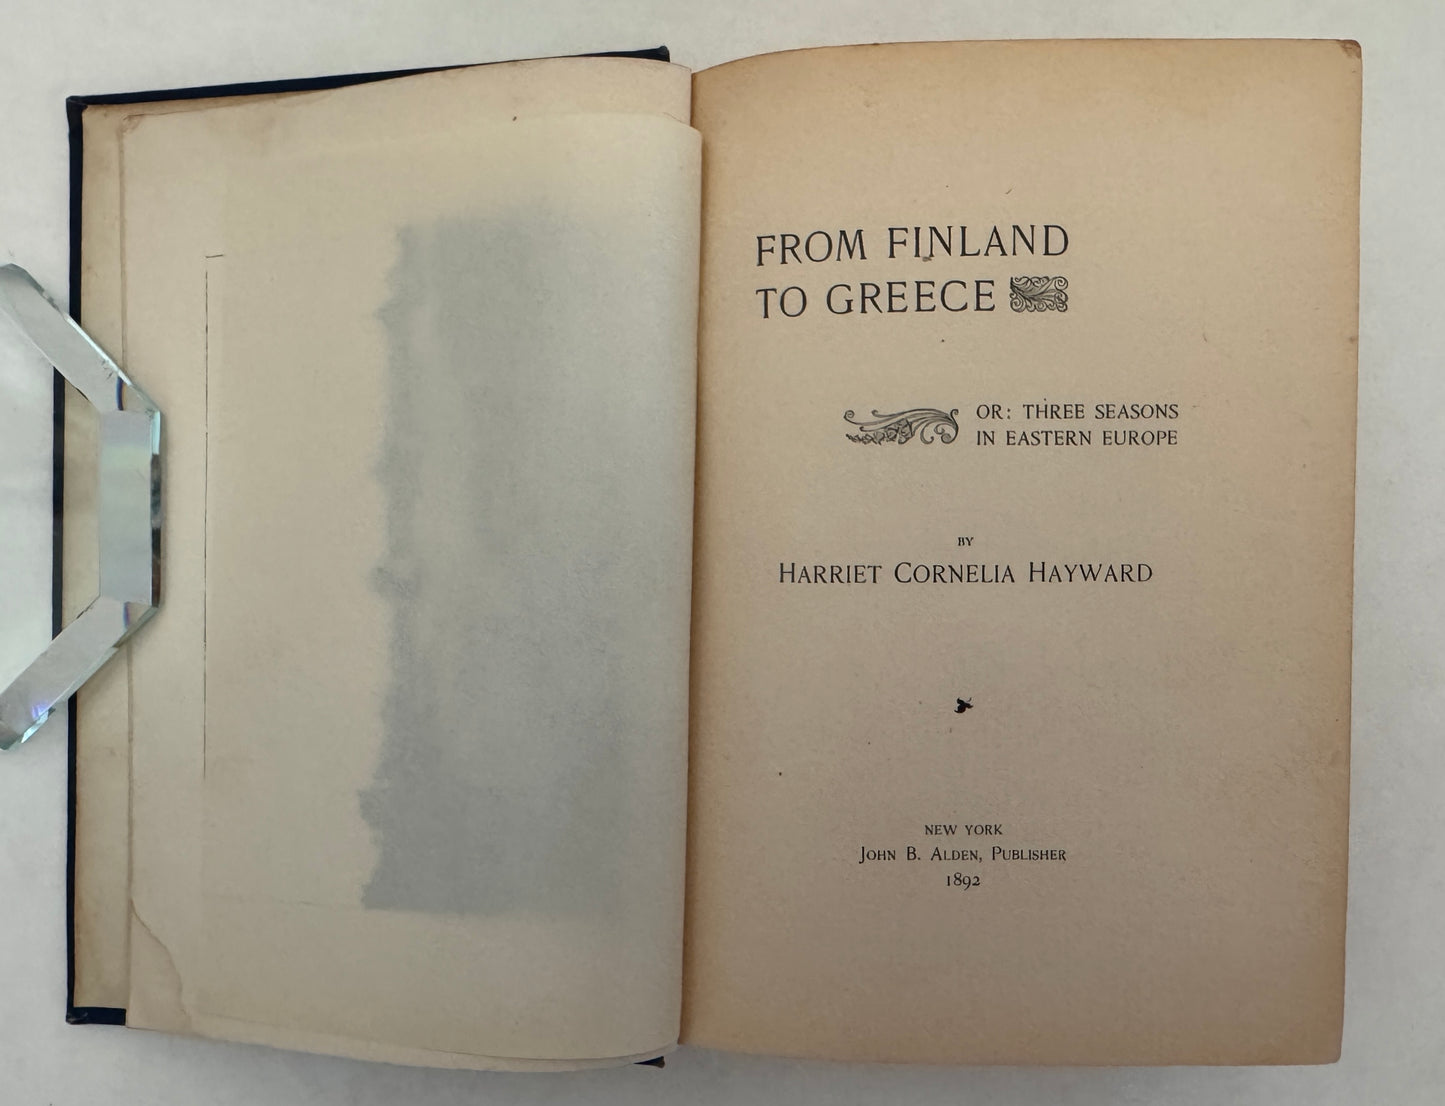 FROM FINLAND
TO GREECE
OR: THREE SEASONS
IN EASTERN EUROPE
BY
HARRIET CORNELIA HAYWARD
NEW YORK
JOHN B. ALDEN, PUBLISHER
1892